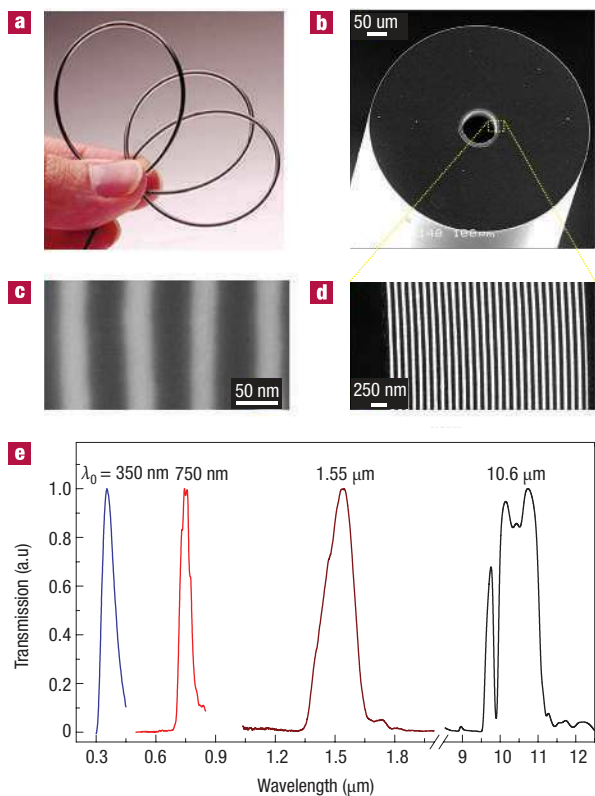 a
b
50 um
140 100µm
c
50 nm
d
250 nm
e
λ0 = 350 nm
750 nm
1.55 µm
10.6 µm
Transmission (a.u)
1.0
0.8
0.6
0.4
0.2
0
0.3 0.6 0.9 1.2 1.5 1.8 9 10 11 12
Wavelength (µm)